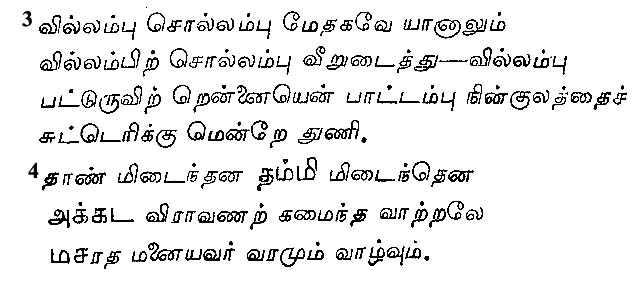 3 வில்லம்பு சொல்லம்பு மேதகவே யானாலும்
வில்லம்பிற் சொல்லம்பு வீறுடைத்து—வில்லம்பு
பட்டுருவிற் றென்னையென் பாட்டம்பு நின்குலத்தைச்
சுட்டெரிக்கு மென்றே துணி.
4 தாண் மிடைந்தன தம்மி மிடைந்தென
அக்கட விராவணற் கமைந்த வாற்றலே
மசரத மனையவர் வரமும் வாழ்வும்.